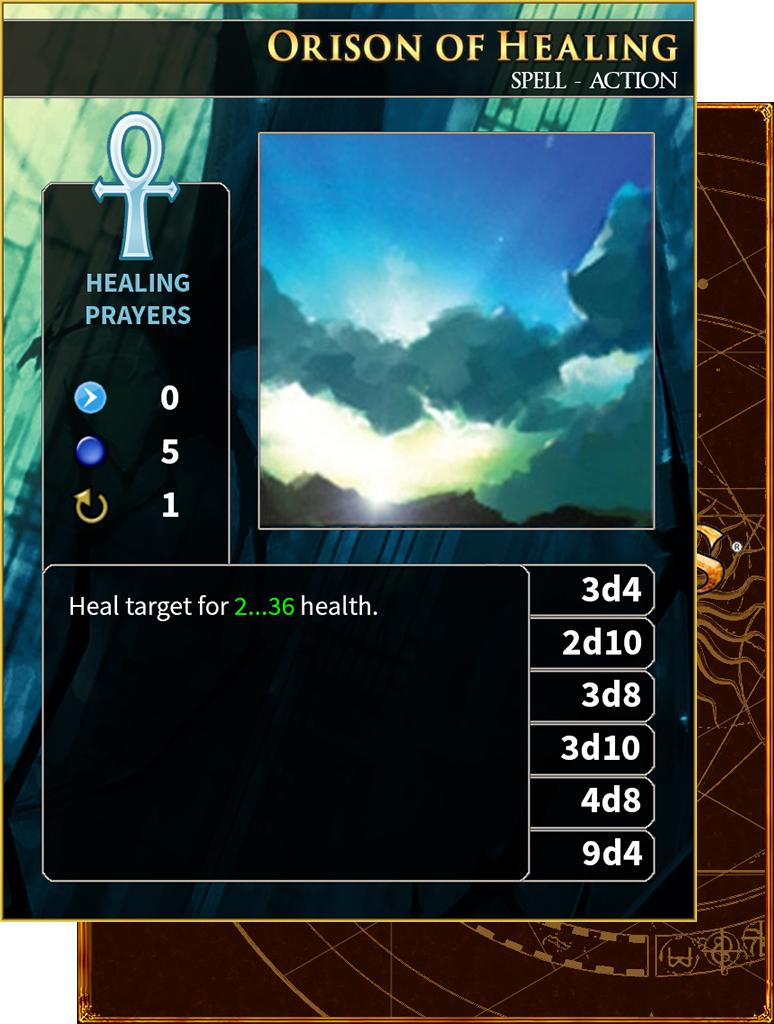 ORISON OF HEALING
SPELL - ACTION
HEALING
PRAYERS
0
5
1
Heal target for 2...36 health.
3d4
2d10
3d8
3d10
4d8
9d4
S®